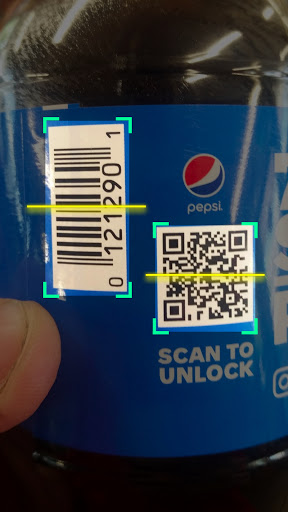 0 121290 1
pepsi.
SCAN TO
UNLOCK